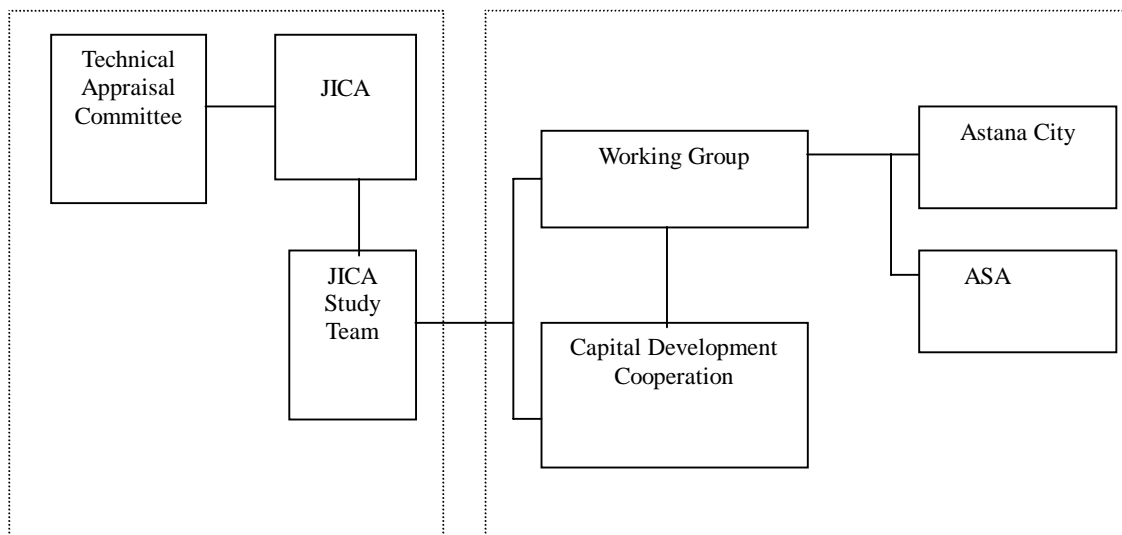 Technical
Appraisal
Committee
JICA
JICA
Study
Team
Working Group
Capital Development
Cooperation
Astana City
ASA